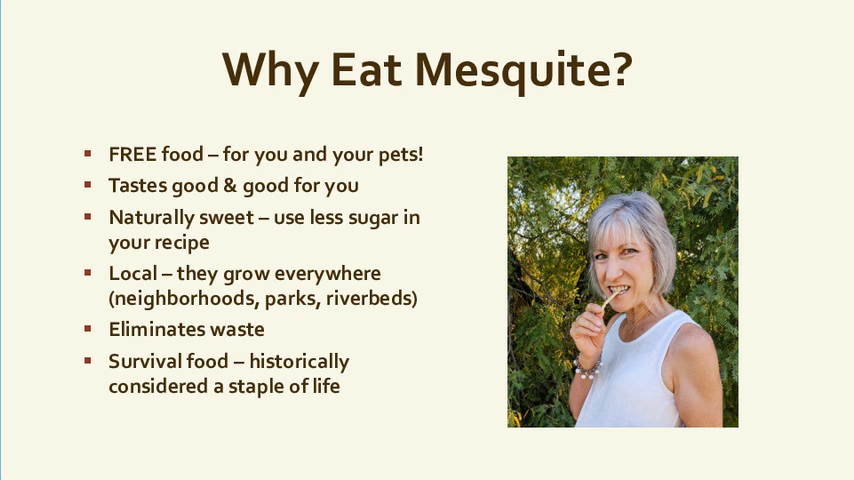 Why Eat Mesquite?
▪ FREE food – for you and your pets!
▪ Tastes good & good for you
▪ Naturally sweet – use less sugar in
your recipe
▪ Local – they grow everywhere
(neighborhoods, parks, riverbeds)
▪ Eliminates waste
▪ Survival food – historically
considered a staple of life